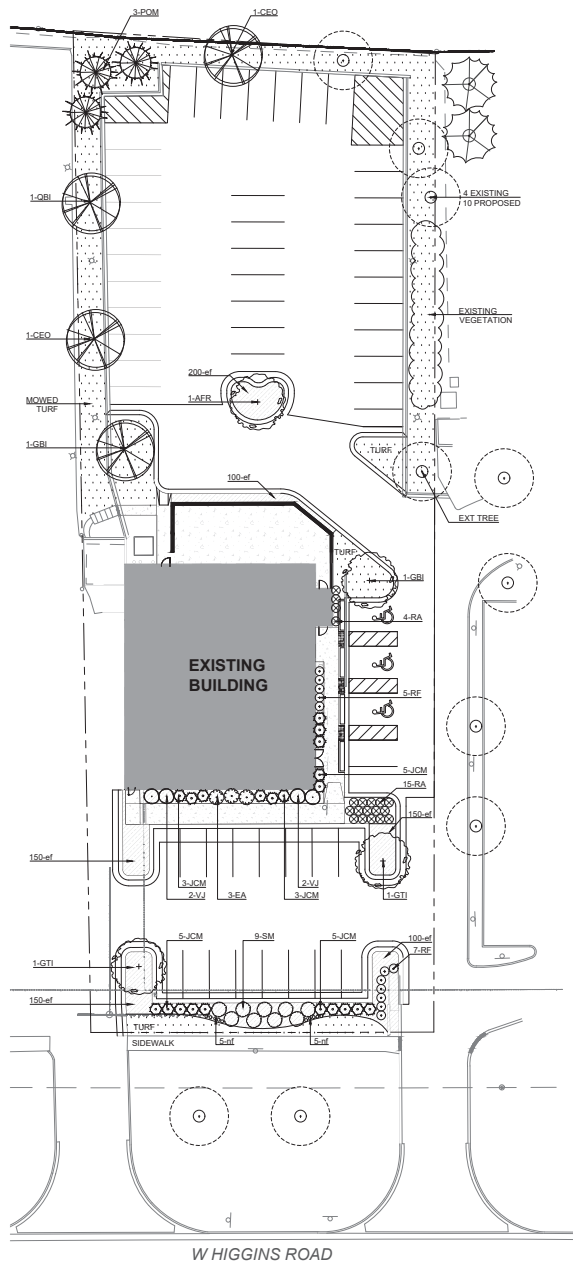 3-POM
1-CEO
1-QBI
4 EXISTING
10 PROPOSED
EXISTING
VEGETATION
1-CEO
200-ef
1-AFR
MOWED
TURF
1-GBI
TURF
100-ef
EXT TREE
TURF
1-GBI
4-RA
EXISTING
BUILDING
5-RF
5-JCM
15-RA
150-ef
150-ef
3-JCM
2-VJ
3-EA
2-VJ
3-JCM
1-GTI
5-JCM
9-SM
5-JCM
100-ef
7-RF
1-GTI
150-ef
TURF
5-nf
5-nf
SIDEWALK
W HIGGINS ROAD